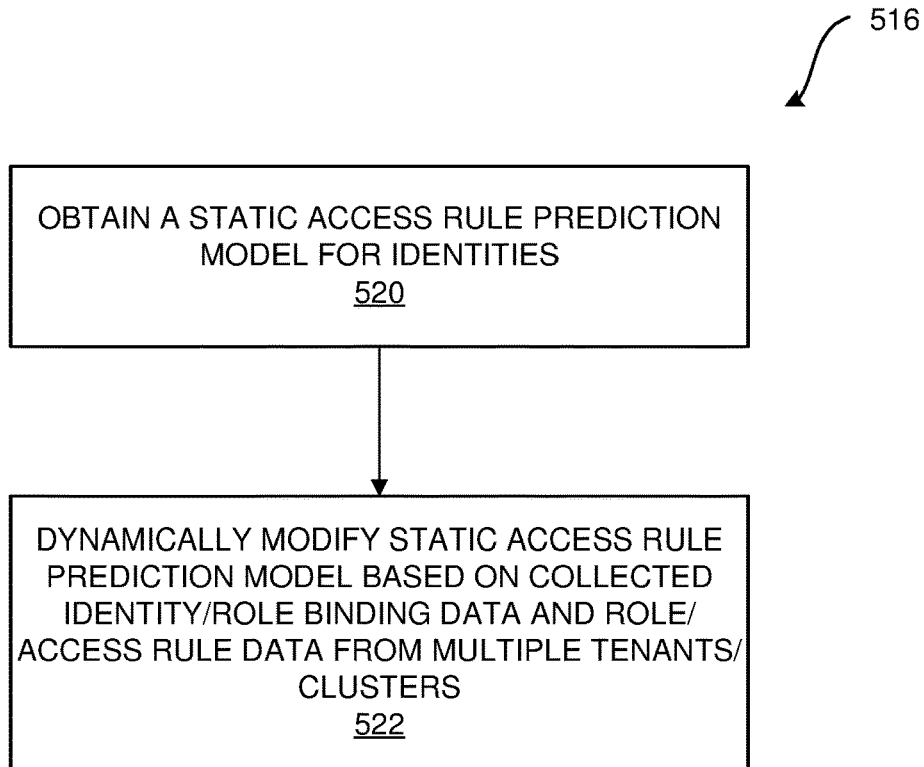 516
OBTAIN A STATIC ACCESS RULE PREDICTION
MODEL FOR IDENTITIES
520
DYNAMICALLY MODIFY STATIC ACCESS RULE
PREDICTION MODEL BASED ON COLLECTED
IDENTITY/ROLE BINDING DATA AND ROLE/
ACCESS RULE DATA FROM MULTIPLE TENANTS/
CLUSTERS
522